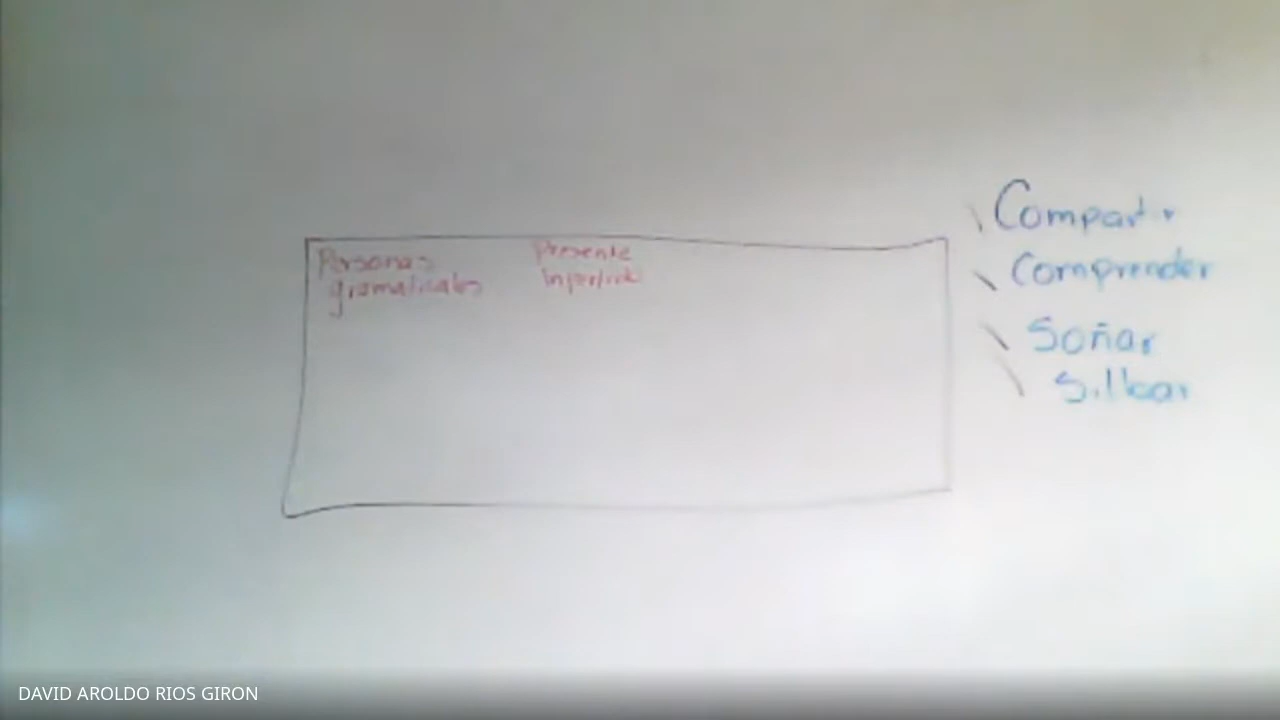 Personas
gramaticales
Presente
Imperfecto
Compartir
Comprender
Soñar
Silbar
DAVID AROLDO RIOS GIRON